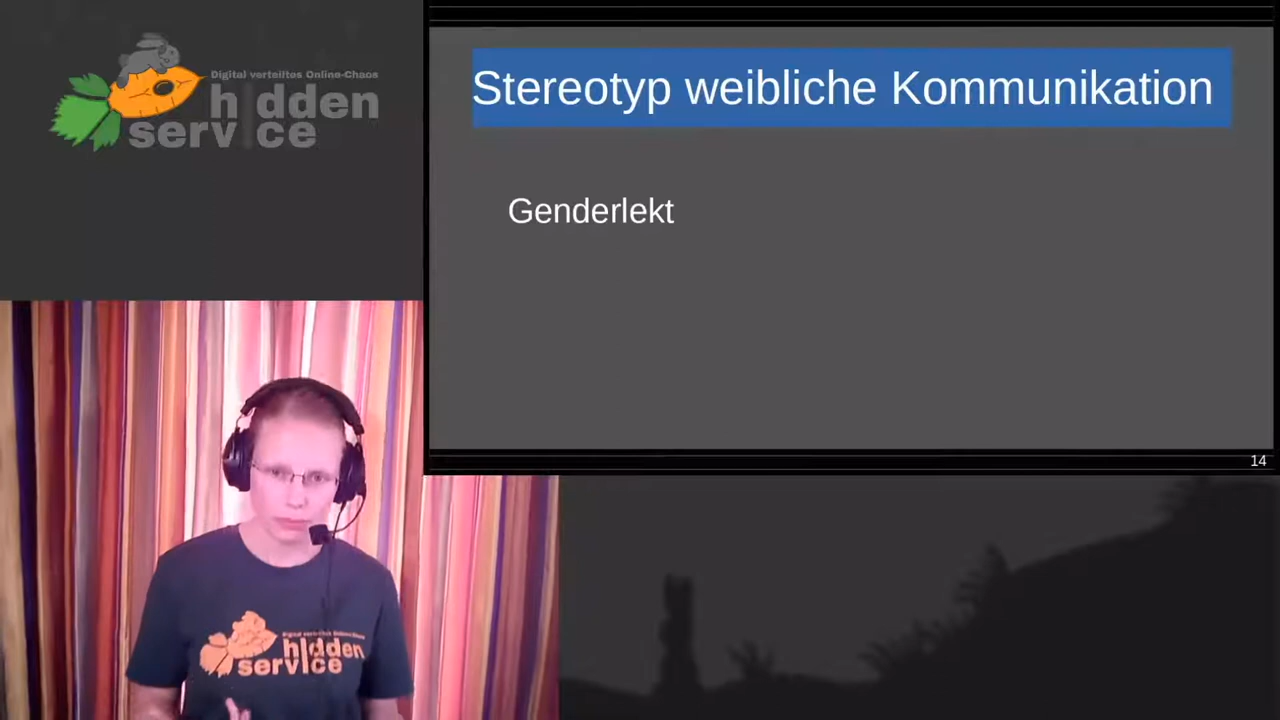 Digital verteiltes Online-Chaos
hidden
service
Stereotyp weibliche Kommunikation
Genderlekt
14
hidden
service